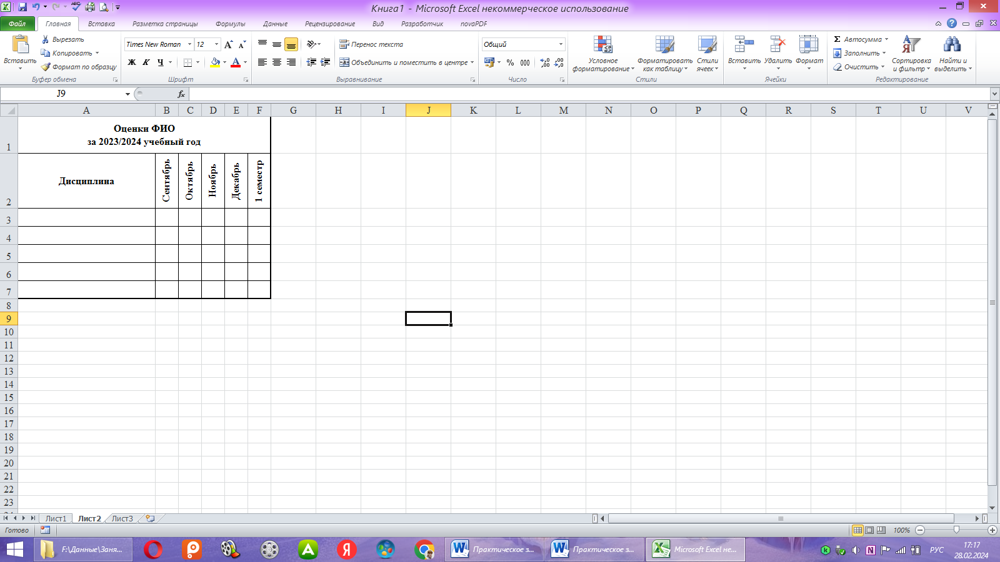 Книга1 - Microsoft Excel некоммерческое использование
Файл Главная Вставка Разметка страницы Формулы Данные Рецензирование Вид Разработчик novaPDF
Вставить
Вырезать
Копировать
Формат по образцу
Буфер обмена
Times New Roman 12
Ж К Ч
Шрифт
Перенос текста
Объединить и поместить в центре
Выравнивание
Общий
% 000
Число
Условное форматирование
Форматировать как таблицу
Стили ячеек
Стили
Вставить Удалить Формат
Ячейки
Σ Автосумма
Заполнить
Очистить
Сортировка и фильтр
Найти и выделить
Редактирование
J9
fx
A B C D E F G H I J K L M N O P Q R S T U V
1
Оценки ФИО
за 2023/2024 учебный год
2
Дисциплина Сентябрь Октябрь Ноябрь Декабрь 1 семестр
3
4
5
6
7
8
9
10
11
12
13
14
15
16
17
18
19
20
21
22
23
Лист1 Лист2 Лист3
Готово
100%
F:\Данные\Заня...
Практическое з...
Практическое з...
Microsoft Excel не...
РУС
17:17
28.02.2024